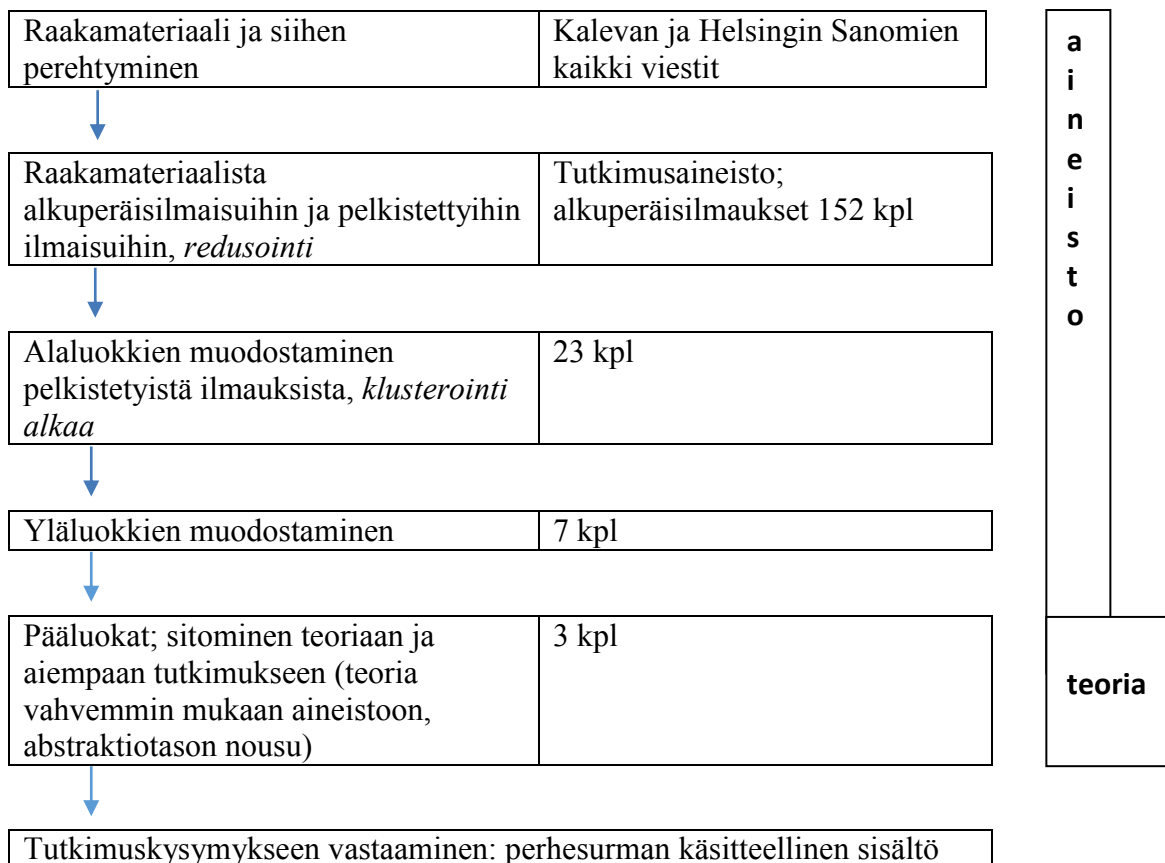 Raakamateriaali ja siihen
perehtyminen
Kalevan ja Helsingin Sanomien
kaikki viestit
Raakamateriaalista
alkuperäisilmaisuihin ja pelkistettyihin
ilmaisuihin, redusointi
Tutkimusaineisto;
alkuperäisilmaukset 152 kpl
Alaluokkien muodostaminen
pelkistetyistä ilmauksista, klusterointi
alkaa
23 kpl
Yläluokkien muodostaminen
7 kpl
Pääluokat; sitominen teoriaan ja
aiempaan tutkimukseen (teoria
vahvemmin mukaan aineistoon,
abstraktiotason nousu)
3 kpl
Tutkimuskysymykseen vastaaminen: perhesurman käsitteellinen sisältö
a
i
n
e
i
s
t
o
teoria